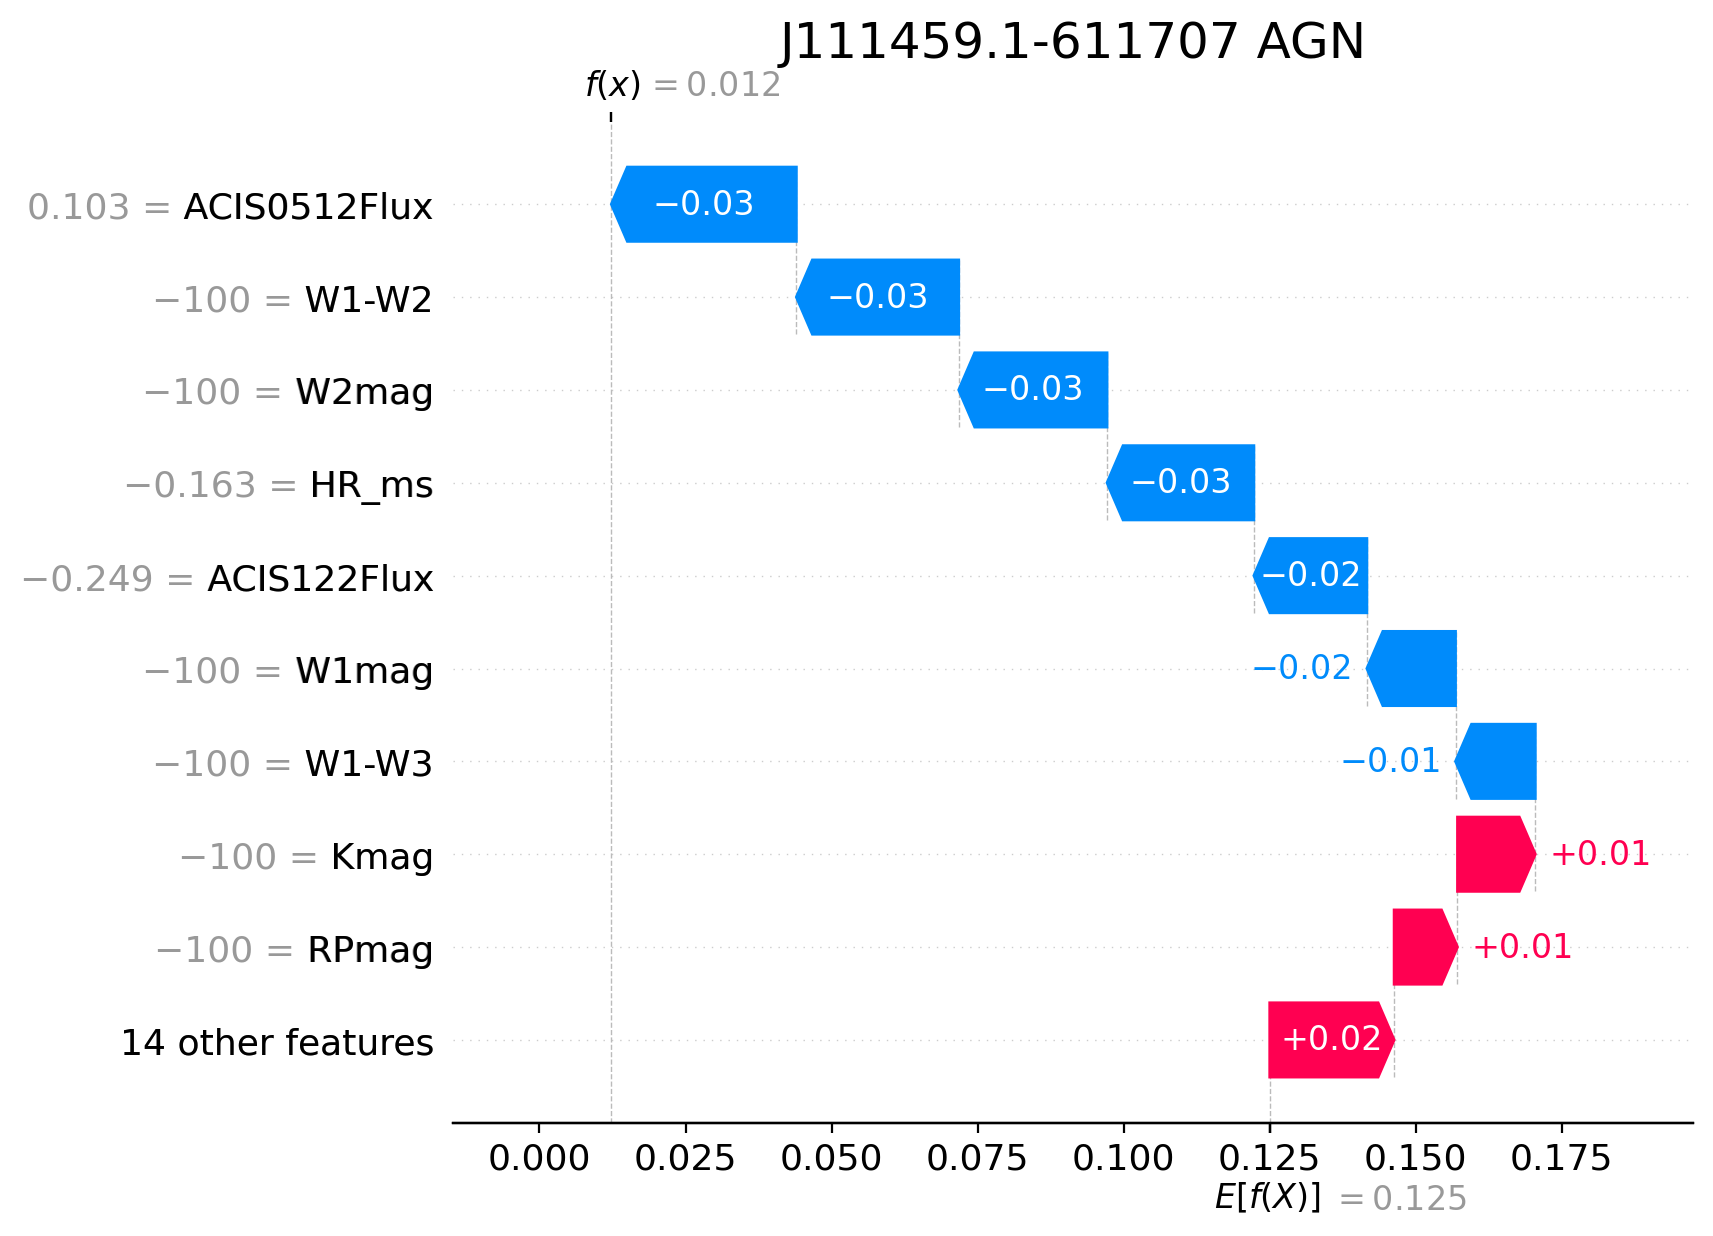 J111459.1-611707 AGN
f(x) = 0.012
0.103 = ACIS0512Flux −0.03
−100 = W1-W2 −0.03
−100 = W2mag −0.03
−0.163 = HR_ms −0.03
−0.249 = ACIS122Flux −0.02
−100 = W1mag −0.02
−100 = W1-W3 −0.01
−100 = Kmag +0.01
−100 = RPmag +0.01
14 other features +0.02
0.000 0.025 0.050 0.075 0.100 0.125 0.150 0.175
E[f(X)] = 0.125